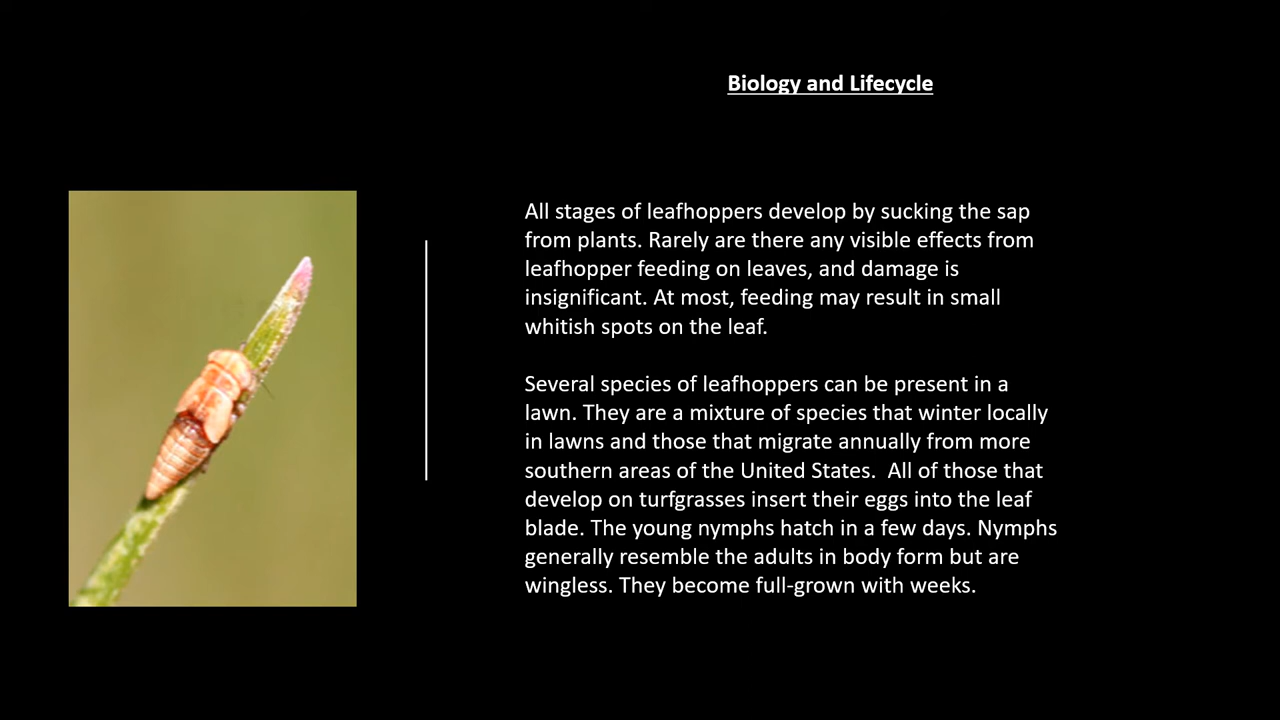 Biology and Lifecycle
All stages of leafhoppers develop by sucking the sap
from plants. Rarely are there any visible effects from
leafhopper feeding on leaves, and damage is
insignificant. At most, feeding may result in small
whitish spots on the leaf.
Several species of leafhoppers can be present in a
lawn. They are a mixture of species that winter locally
in lawns and those that migrate annually from more
southern areas of the United States.  All of those that
develop on turfgrasses insert their eggs into the leaf
blade. The young nymphs hatch in a few days. Nymphs
generally resemble the adults in body form but are
wingless. They become full-grown with weeks.